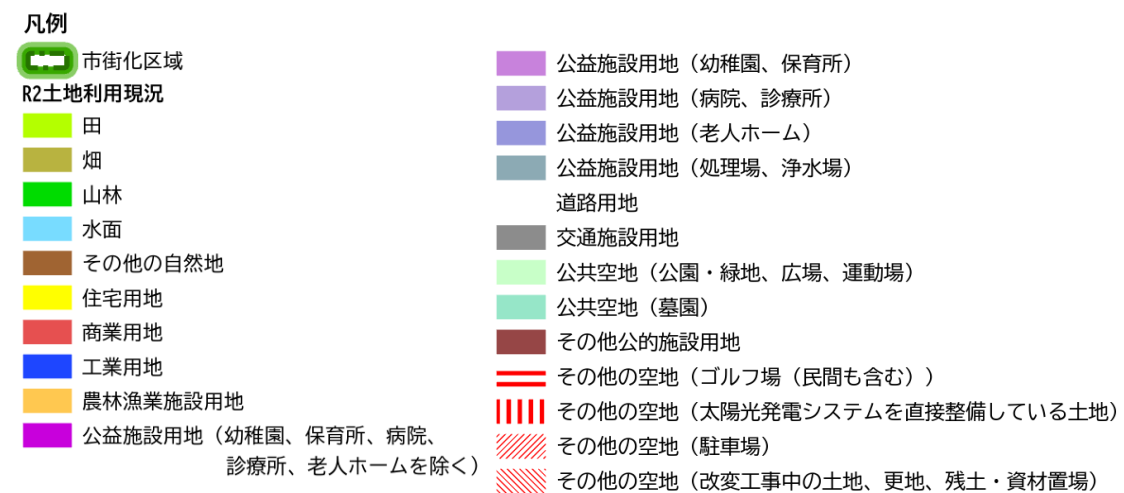 凡例
市街化区域
R2土地利用現況
田
畑
山林
水面
その他の自然地
住宅用地
商業用地
工業用地
農林漁業施設用地
公益施設用地（幼稚園、保育所、病院、
診療所、老人ホームを除く）
公益施設用地（幼稚園、保育所）
公益施設用地（病院、診療所）
公益施設用地（老人ホーム）
公益施設用地（処理場、浄水場）
道路用地
交通施設用地
公共空地（公園・緑地、広場、運動場）
公共空地（墓園）
その他公的施設用地
その他の空地（ゴルフ場（民間も含む））
その他の空地（太陽光発電システムを直接整備している土地）
その他の空地（駐車場）
その他の空地（改変工事中の土地、更地、残土・資材置場）